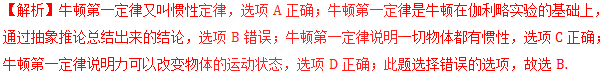 【解析】牛顿第一定律又叫惯性定律，选项 A 正确；牛顿第一定律是牛顿在伽利略实验的基础上，
通过抽象推论总结出来的结论，选项 B 错误；牛顿第一定律说明一切物体都有惯性，选项 C 正确；
牛顿第一定律说明力可以改变物体的运动状态，选项 D 正确；此题选择错误的选项，故选 B.